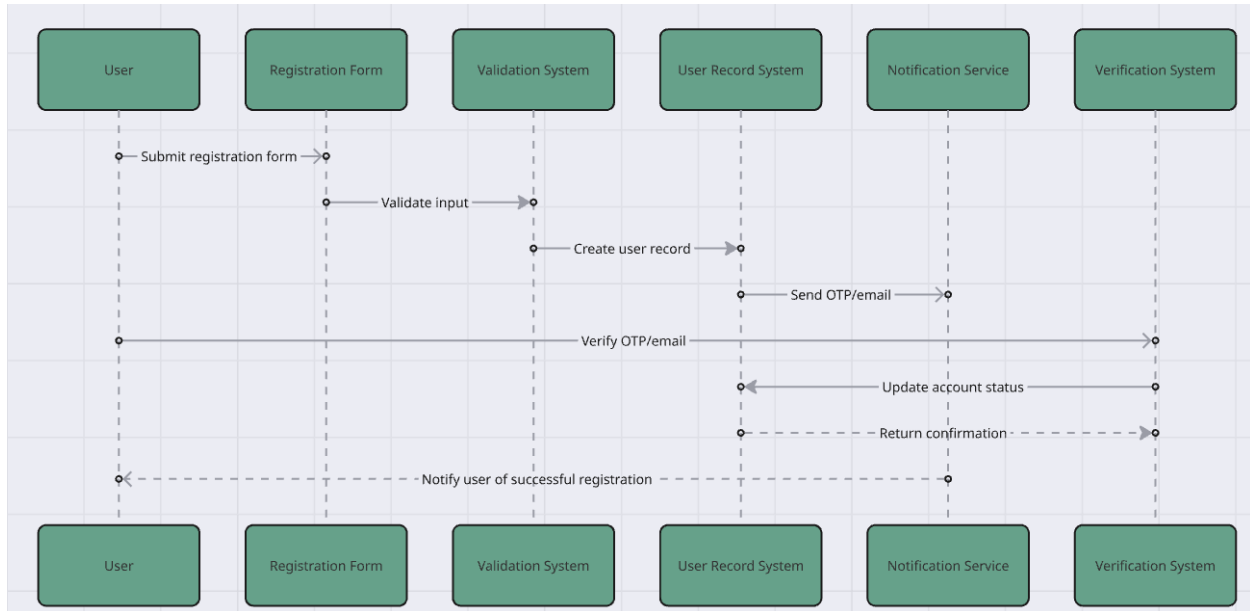 User
Registration Form
Validation System
User Record System
Notification Service
Verification System
Submit registration form
Validate input
Create user record
Send OTP/email
Verify OTP/email
Update account status
Return confirmation
Notify user of successful registration
User
Registration Form
Validation System
User Record System
Notification Service
Verification System